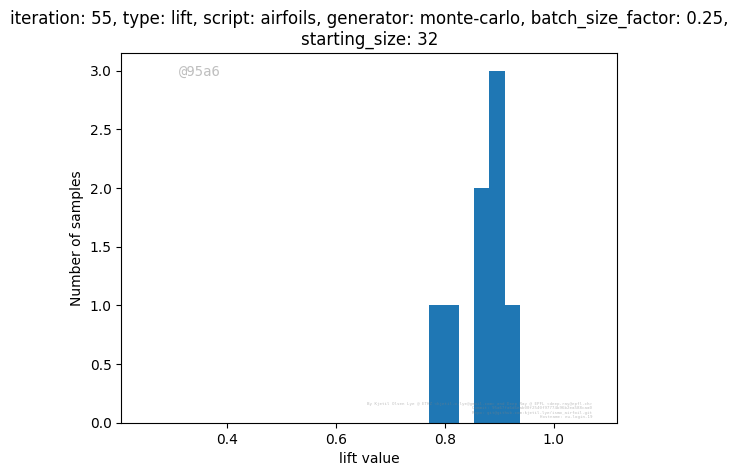 iteration: 55, type: lift, script: airfoils, generator: monte-carlo, batch_size_factor: 0.25,
starting_size: 32
@95a6
3.0
2.5
2.0
1.5
1.0
0.5
0.0
Number of samples
0.4 0.6 0.8 1.0
lift value